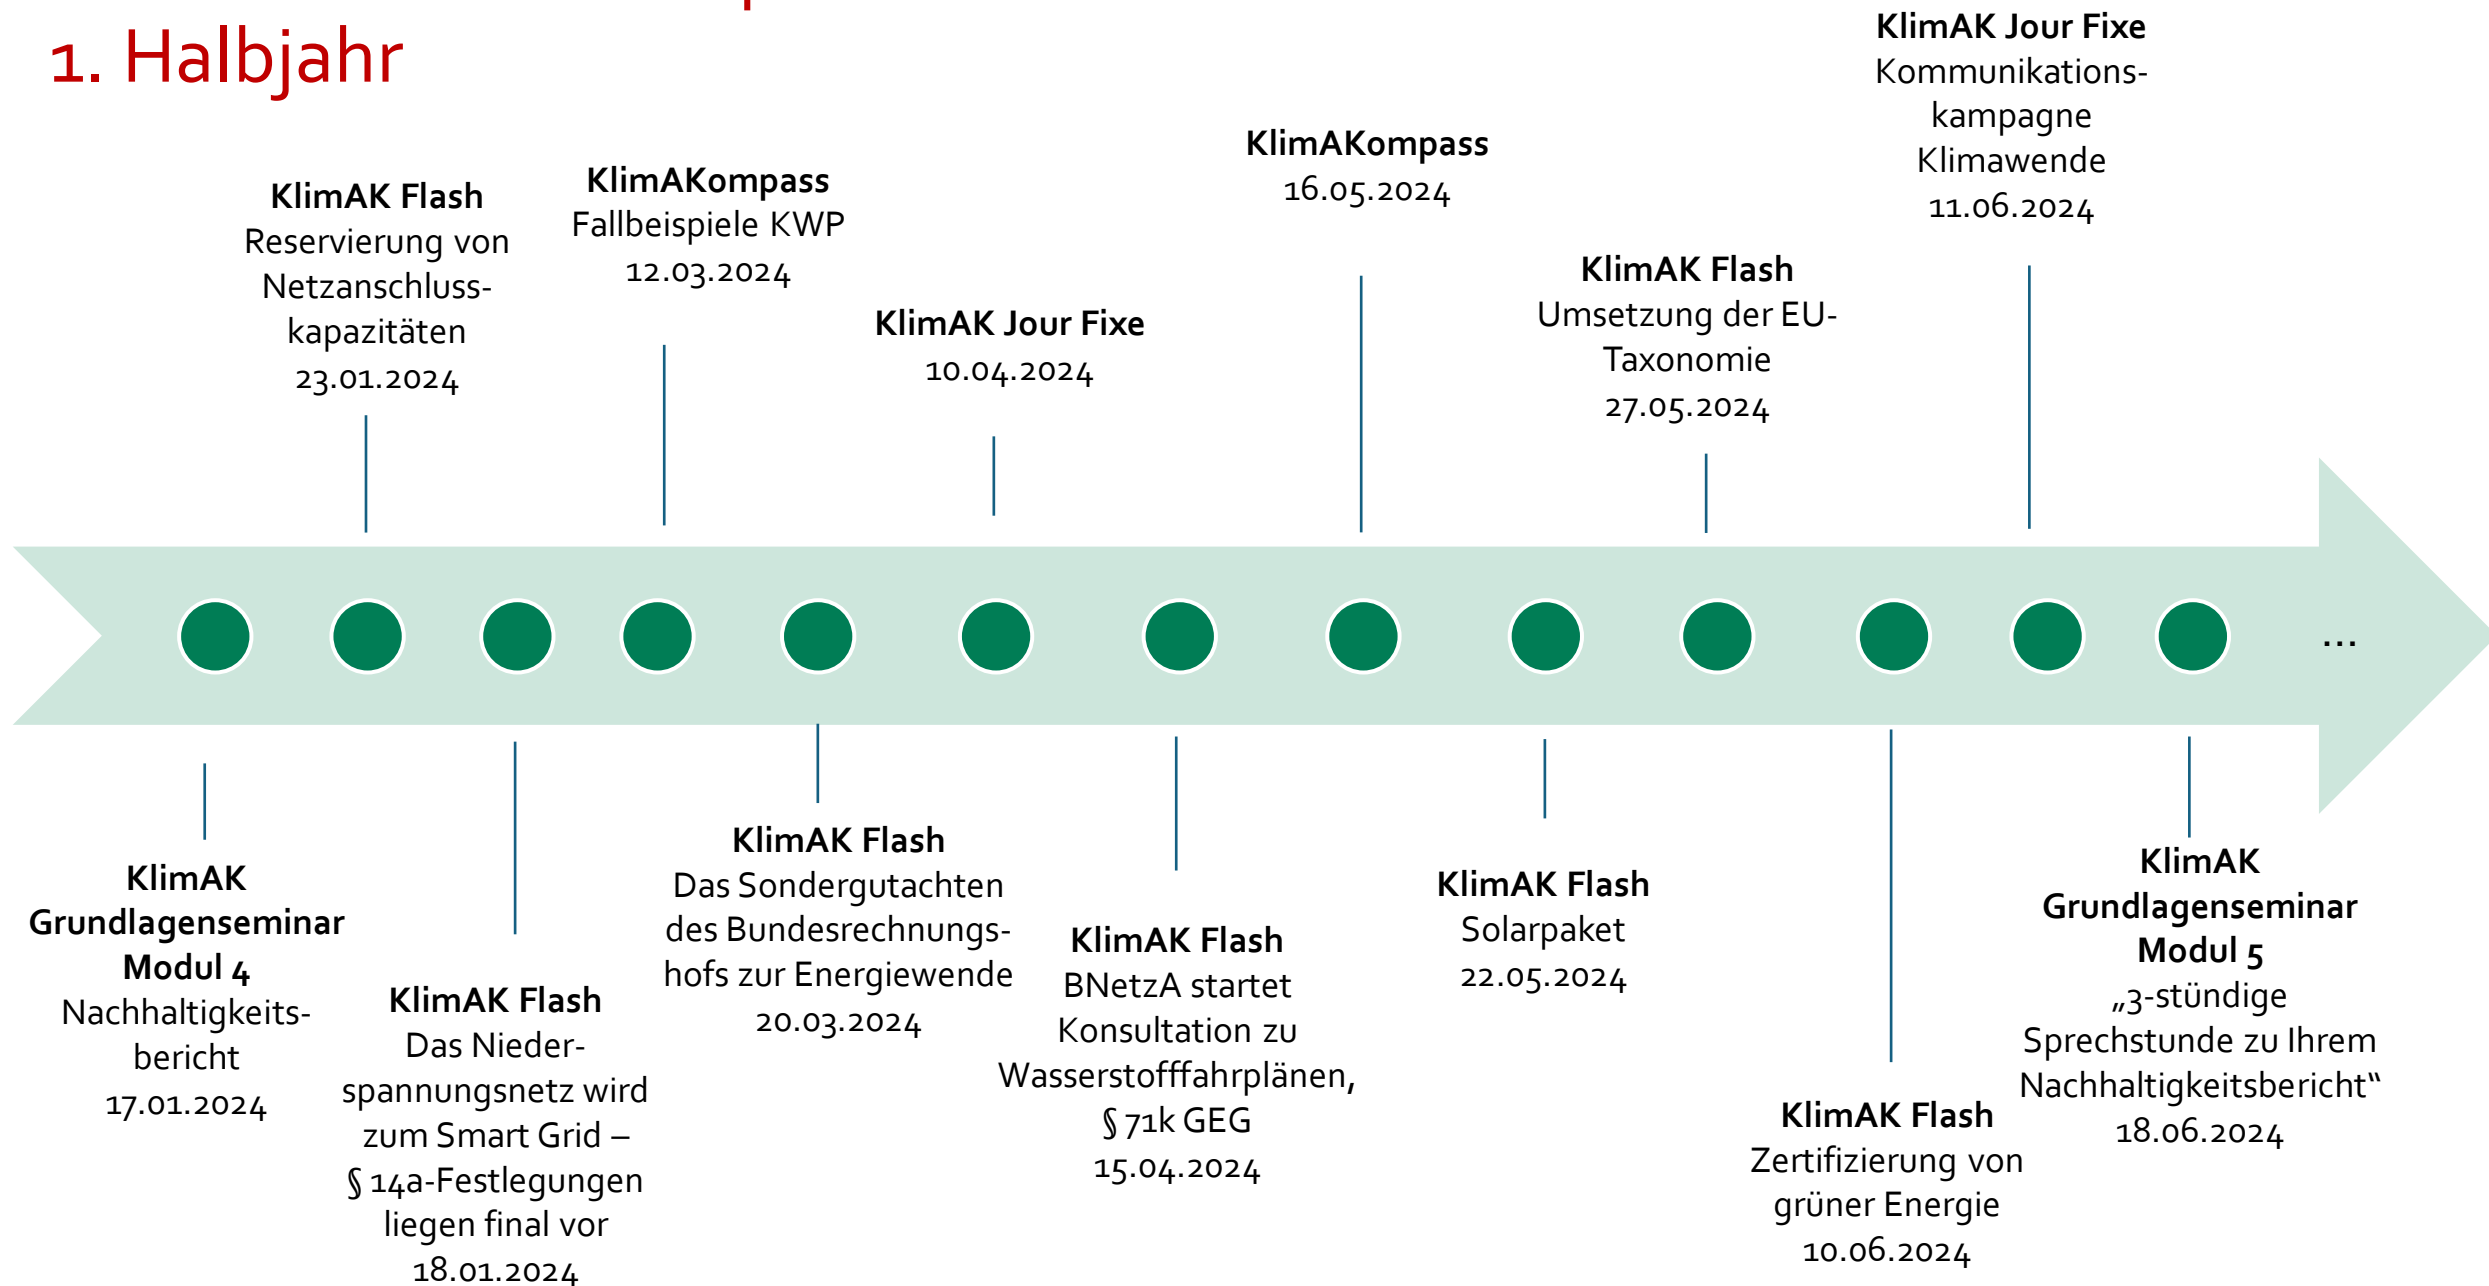 1. Halbjahr
KlimAK Flash
Reservierung von
Netzanschluss-
kapazitäten
23.01.2024
KlimAKompass
Fallbeispiele KWP
12.03.2024
KlimAK Jour Fixe
10.04.2024
KlimAKompass
16.05.2024
KlimAK Flash
Umsetzung der EU-
Taxonomie
27.05.2024
KlimAK Jour Fixe
Kommunikations-
kampagne
Klimawende
11.06.2024
...
KlimAK
Grundlagenseminar
Modul 4
Nachhaltigkeits-
bericht
17.01.2024
KlimAK Flash
Das Nieder-
spannungsnetz wird
zum Smart Grid –
§ 14a-Festlegungen
liegen final vor
18.01.2024
KlimAK Flash
Das Sondergutachten
des Bundesrechnungs-
hofs zur Energiewende
20.03.2024
KlimAK Flash
BNetzA startet
Konsultation zu
Wasserstofffahrplänen,
§ 71k GEG
15.04.2024
KlimAK Flash
Solarpaket
22.05.2024
KlimAK Flash
Zertifizierung von
grüner Energie
10.06.2024
KlimAK
Grundlagenseminar
Modul 5
„3-stündige
Sprechstunde zu Ihrem
Nachhaltigkeitsbericht“
18.06.2024